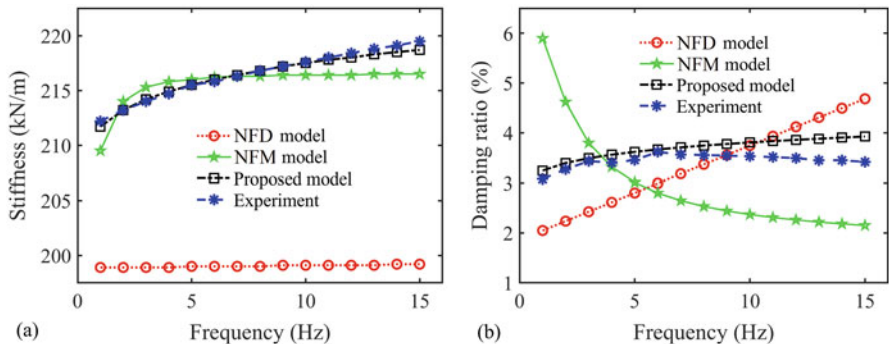 220
215
210
205
200
0
5
10
15
Stiffness (kN/m)
Frequency (Hz)
NFD model
NFM model
Proposed model
Experiment
(a)
6
5
4
3
2
1
0
5
10
15
Damping ratio (%)
Frequency (Hz)
NFD model
NFM model
Proposed model
Experiment
(b)